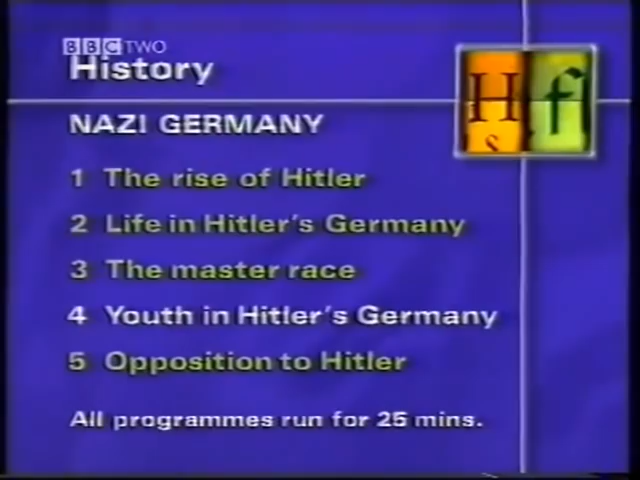 BBC TWO
History
NAZI GERMANY
1 The rise of Hitler
2 Life in Hitler's Germany
3 The master race
4 Youth in Hitler's Germany
5 Opposition to Hitler
All programmes run for 25 mins.
H f
s